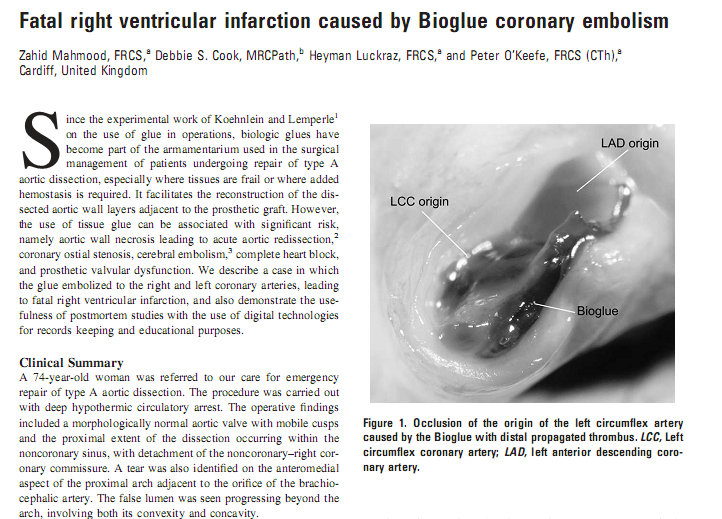 Fatal right ventricular infarction caused by Bioglue coronary embolism
Zahid Mahmood, FRCS,a Debbie S. Cook, MRCPath,b Heyman Luckraz, FRCS,a and Peter O'Keefe, FRCS (CTh),a
Cardiff, United Kingdom
Since the experimental work of Koehnlein and Lemperle1
on the use of glue in operations, biologic glues have
become part of the armamentarium used in the surgical
management of patients undergoing repair of type A
aortic dissection, especially where tissues are frail or where added
hemostasis is required. It facilitates the reconstruction of the dis-
sected aortic wall layers adjacent to the prosthetic graft. However,
the use of tissue glue can be associated with significant risk,
namely aortic wall necrosis leading to acute aortic redissection,2
coronary ostial stenosis, cerebral embolism,3 complete heart block,
and prosthetic valvular dysfunction. We describe a case in which
the glue embolized to the right and left coronary arteries, leading
to fatal right ventricular infarction, and also demonstrate the use-
fulness of postmortem studies with the use of digital technologies
for records keeping and educational purposes.
Clinical Summary
A 74-year-old woman was referred to our care for emergency
repair of type A aortic dissection. The procedure was carried out
with deep hypothermic circulatory arrest. The operative findings
included a morphologically normal aortic valve with mobile cusps
and the proximal extent of the dissection occurring within the
noncoronary sinus, with detachment of the noncoronary–right cor-
onary commissure. A tear was also identified on the anteromedial
aspect of the proximal arch adjacent to the orifice of the brachio-
cephalic artery. The false lumen was seen progressing beyond the
arch, involving both its convexity and concavity.
LAD origin
LCC origin
Bioglue
Figure 1. Occlusion of the origin of the left circumflex artery
caused by the Bioglue with distal propagated thrombus. LCC, Left
circumflex coronary artery; LAD, left anterior descending coro-
nary artery.